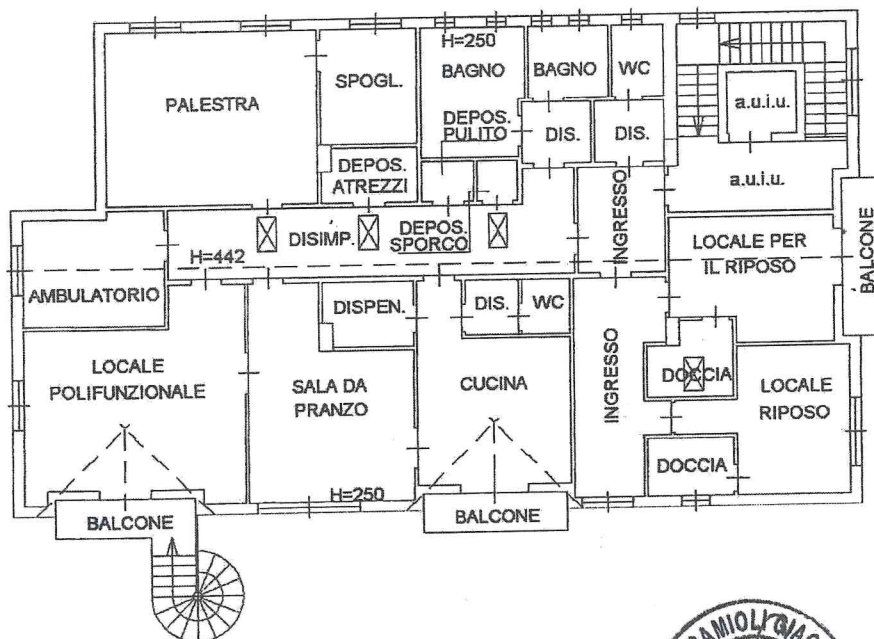 H=250
PALESTRA
SPOGL.
BAGNO
BAGNO
WC
a.u.i.u.
DEPOS.
PULITO
DIS.
DIS.
DEPOS.
ATREZZI
a.u.i.u.
DISIMP.
DEPOS.
SPORCO
INGRESSO
LOCALE PER
IL RIPOSO
BALCONE
H=442
AMBULATORIO
DISPEN.
DIS.
WC
LOCALE
POLIFUNZIONALE
SALA DA
PRANZO
CUCINA
INGRESSO
DOCCIA
LOCALE
RIPOSO
DOCCIA
H=250
BALCONE
BALCONE